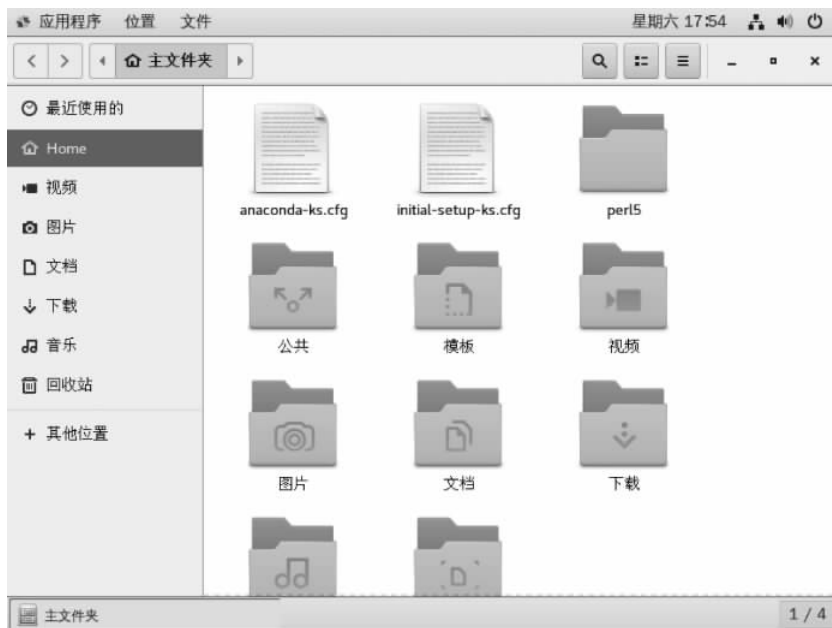 应用程序 位置 文件 星期六 17:54
主文件夹
最近使用的
Home
视频
图片
文档
下载
音乐
回收站
+ 其他位置
anaconda-ks.cfg initial-setup-ks.cfg perl5
公共 模板 视频
图片 文档 下载
主文件夹 1 / 4